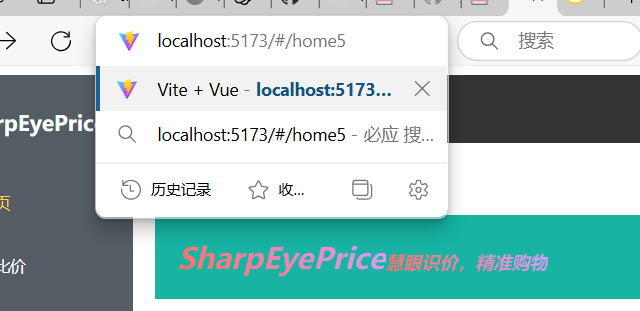 localhost:5173/#/home5
搜索
Vite + Vue - localhost:5173...
localhost:5173/#/home5 - 必应 搜...
rpEyePrice
历史记录
收...
页
比价
SharpEyePrice慧眼识价，精准购物